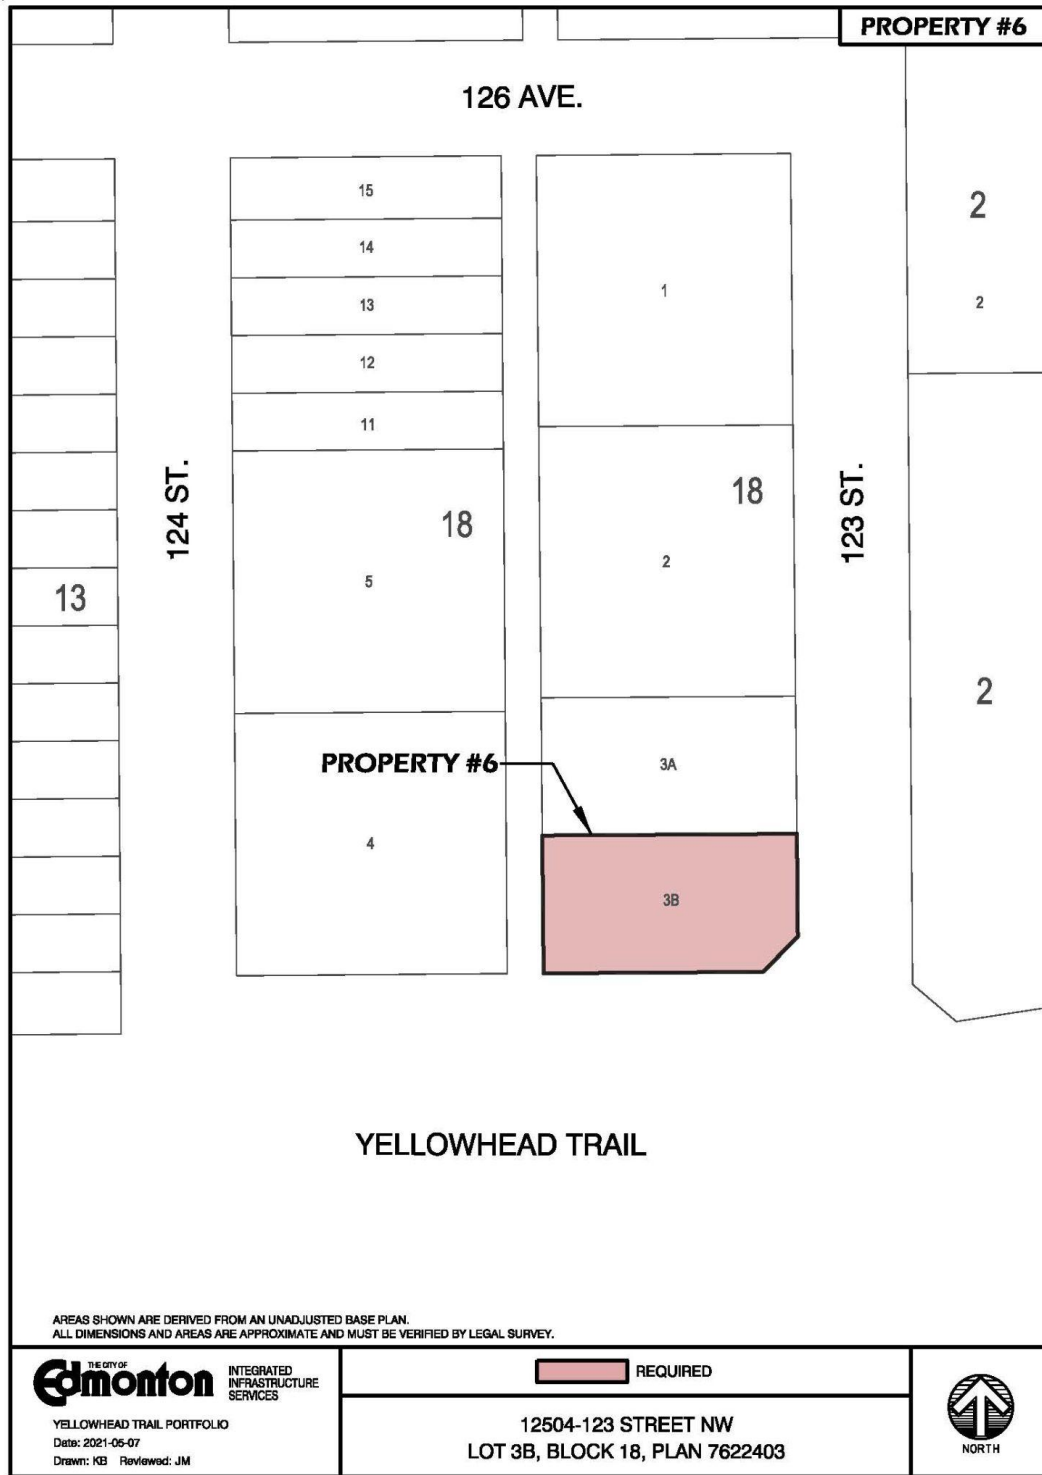 PROPERTY #6
126 AVE.
15
14
13
12
11
1
2
2
124 ST.
18
18
123 ST.
5
2
13
2
PROPERTY #6
3A
4
3B
YELLOWHEAD TRAIL
AREAS SHOWN ARE DERIVED FROM AN UNADJUSTED BASE PLAN.
ALL DIMENSIONS AND AREAS ARE APPROXIMATE AND MUST BE VERIFIED BY LEGAL SURVEY.
THE CITY OF
Edmonton
INTEGRATED
INFRASTRUCTURE
SERVICES
YELLOWHEAD TRAIL PORTFOLIO
Date: 2021-05-07
Drawn: KB Reviewed: JM
REQUIRED
12504-123 STREET NW
LOT 3B, BLOCK 18, PLAN 7622403
NORTH